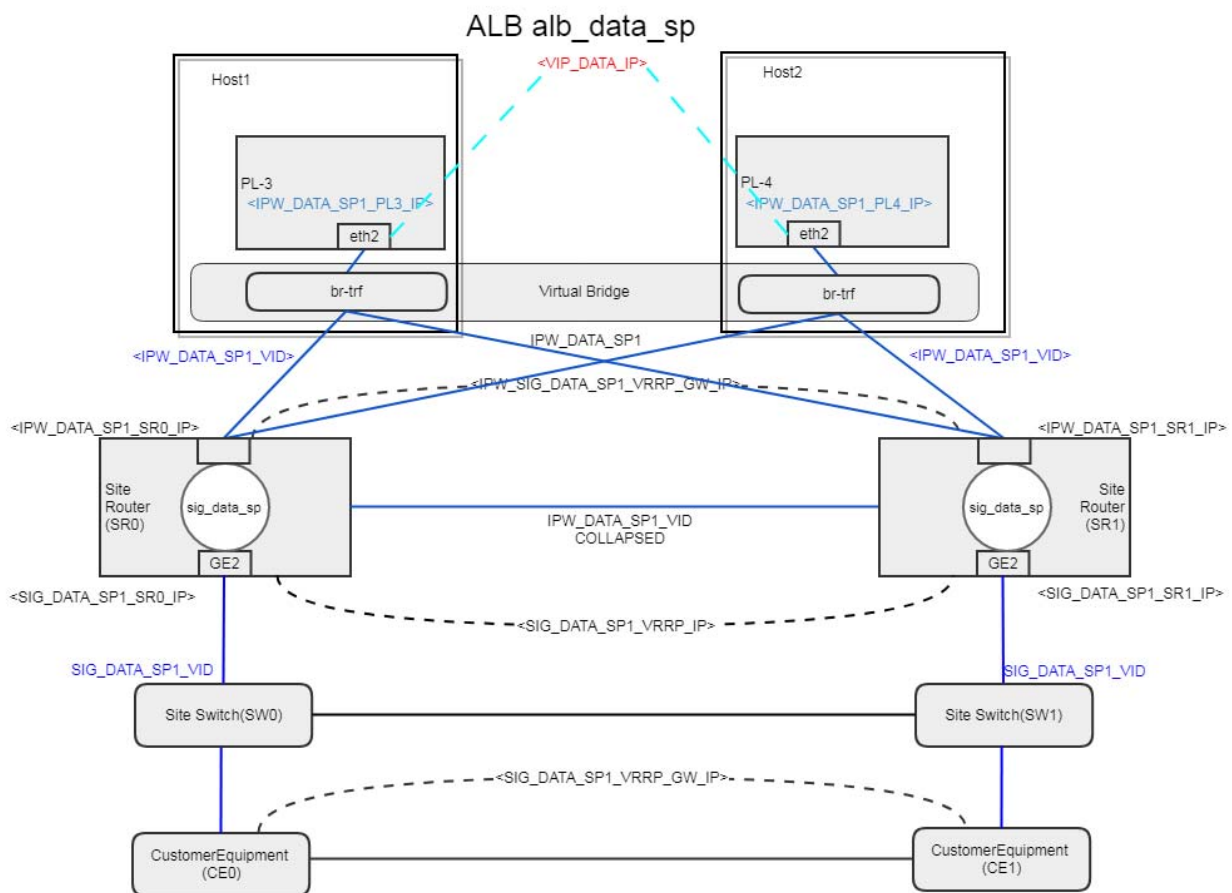 ALB alb_data_sp
<VIP_DATA_IP>
Host1
Host2
PL-3
<IPW_DATA_SP1_PL3_IP>
eth2
PL-4
<IPW_DATA_SP1_PL4_IP>
eth2
br-trf
Virtual Bridge
br-trf
<IPW_DATA_SP1_VID>
IPW_DATA_SP1
<IPW_DATA_SP1_VID>
<IPW_SIG_DATA_SP1_VRRP_GW_IP>
<IPW_DATA_SP1_SR0_IP>
<IPW_DATA_SP1_SR1_IP>
Site
Router
(SR0)
sig_data_sp
GE2
IPW_DATA_SP1_VID
COLLAPSED
sig_data_sp
GE2
Site
Router
(SR1)
<SIG_DATA_SP1_SR0_IP>
<SIG_DATA_SP1_SR1_IP>
<SIG_DATA_SP1_VRRP_IP>
SIG_DATA_SP1_VID
SIG_DATA_SP1_VID
Site Switch(SW0)
Site Switch(SW1)
<SIG_DATA_SP1_VRRP_GW_IP>
CustomerEquipment
(CE0)
CustomerEquipment
(CE1)